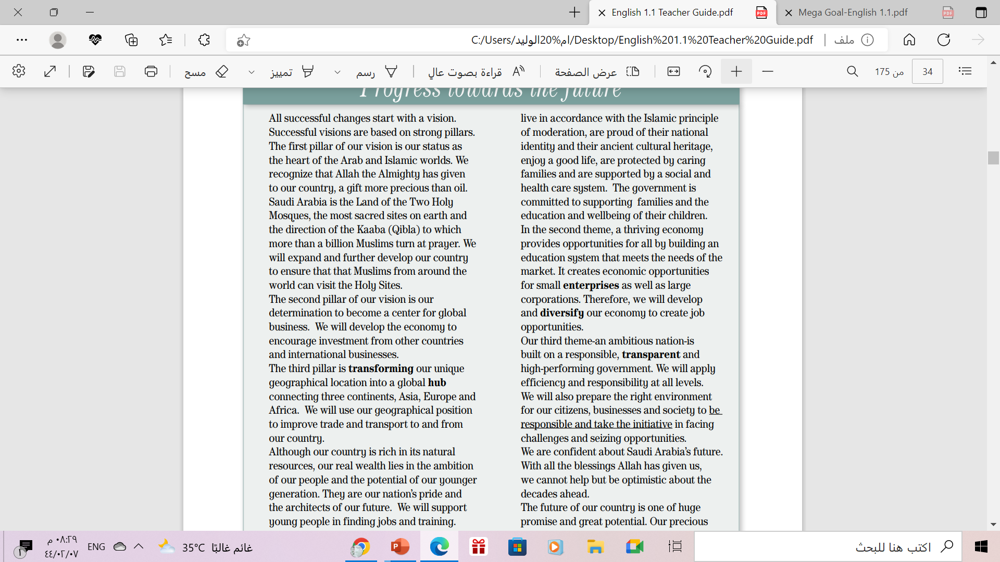 English 1.1 Teacher Guide.pdf
Mega Goal-English 1.1.pdf
C:/Users/ام%20الوليد/Desktop/English%201.1%20Teacher%20Guide.pdf
ملف
مسح
تمييز
رسم
قراءة بصوت عالٍ
عرض الصفحة
من 175
34
Progress towards the future
All successful changes start with a vision.
Successful visions are based on strong pillars.
The first pillar of our vision is our status as
the heart of the Arab and Islamic worlds. We
recognize that Allah the Almighty has given
to our country, a gift more precious than oil.
Saudi Arabia is the Land of the Two Holy
Mosques, the most sacred sites on earth and
the direction of the Kaaba (Qibla) to which
more than a billion Muslims turn at prayer. We
will expand and further develop our country
to ensure that that Muslims from around the
world can visit the Holy Sites.
The second pillar of our vision is our
determination to become a center for global
business. We will develop the economy to
encourage investment from other countries
and international businesses.
The third pillar is transforming our unique
geographical location into a global hub
connecting three continents, Asia, Europe and
Africa. We will use our geographical position
to improve trade and transport to and from
our country.
Although our country is rich in its natural
resources, our real wealth lies in the ambition
of our people and the potential of our younger
generation. They are our nation's pride and
the architects of our future. We will support
young people in finding jobs and training.
live in accordance with the Islamic principle
of moderation, are proud of their national
identity and their ancient cultural heritage,
enjoy a good life, are protected by caring
families and are supported by a social and
health care system. The government is
committed to supporting families and the
education and wellbeing of their children.
In the second theme, a thriving economy
provides opportunities for all by building an
education system that meets the needs of the
market. It creates economic opportunities
for small enterprises as well as large
corporations. Therefore, we will develop
and diversify our economy to create job
opportunities.
Our third theme-an ambitious nation-is
built on a responsible, transparent and
high-performing government. We will apply
efficiency and responsibility at all levels.
We will also prepare the right environment
for our citizens, businesses and society to be
responsible and take the initiative in facing
challenges and seizing opportunities.
We are confident about Saudi Arabia's future.
With all the blessings Allah has given us,
we cannot help but be optimistic about the
decades ahead.
The future of our country is one of huge
promise and great potential. Our precious
٠٨:٢٩ م
٤٤/٠٢/٠٧
ENG
35°C غائم غالبًا
اكتب هنا للبحث